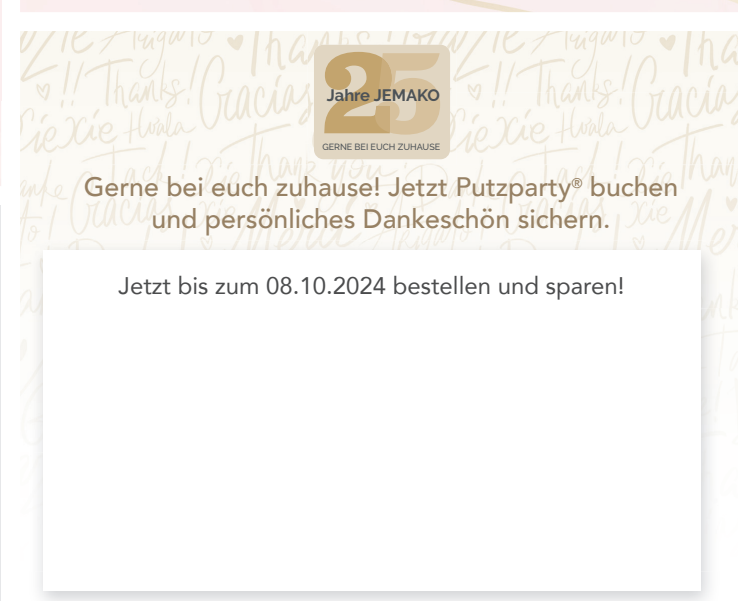 25
Jahre JEMAKO
GERNE BEI EUCH ZUHAUSE
Gerne bei euch zuhause! Jetzt Putzparty® buchen
und persönliches Dankeschön sichern.
Jetzt bis zum 08.10.2024 bestellen und sparen!